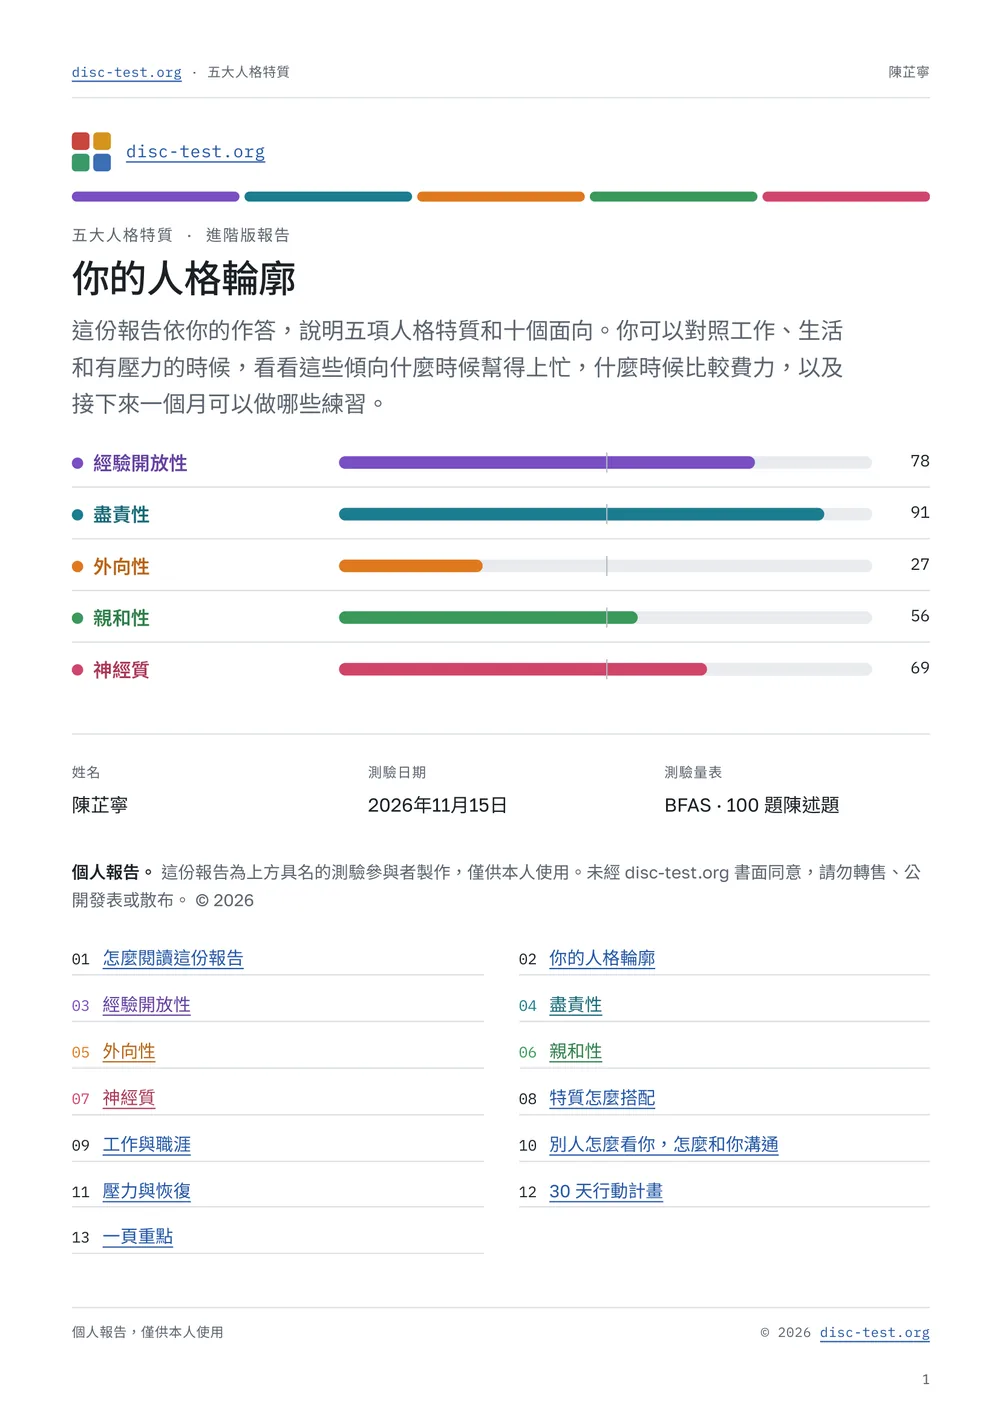 disc-test.org · 五大人格特質
陳芷寧
disc-test.org
五大人格特質 · 進階版報告
你的人格輪廓
這份報告依你的作答，說明五項人格特質和十個面向。你可以對照工作、生活
和有壓力的時候，看看這些傾向什麼時候幫得上忙，什麼時候比較費力，以及
接下來一個月可以做哪些練習。
經驗開放性 78
盡責性 91
外向性 27
親和性 56
神經質 69
姓名
陳芷寧
測驗日期
2026年11月15日
測驗量表
BFAS · 100 題陳述題
個人報告。 這份報告為上方具名的測驗參與者製作，僅供本人使用。未經 disc-test.org 書面同意，請勿轉售、公
開發表或散布。 © 2026
01 怎麼閱讀這份報告
02 你的人格輪廓
03 經驗開放性
04 盡責性
05 外向性
06 親和性
07 神經質
08 特質怎麼搭配
09 工作與職涯
10 別人怎麼看你，怎麼和你溝通
11 壓力與恢復
12 30 天行動計畫
13 一頁重點
個人報告，僅供本人使用
© 2026 disc-test.org
1